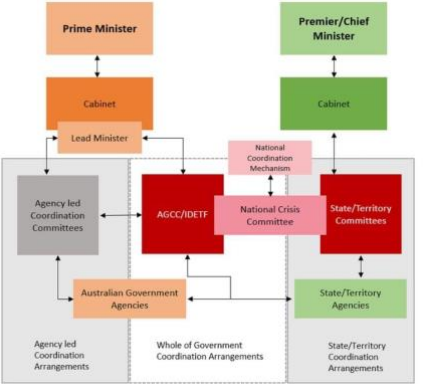 Prime Minister
Premier/Chief
Minister
Cabinet
Cabinet
Lead Minister
National
Coordination
Mechanism
Agency led
Coordination
Committees
AGCC/IDETF
National Crisis
Committee
State/Territory
Committees
Australian Government
Agencies
State/Territory
Agencies
Agency led
Coordination
Arrangements
Whole of Government
Coordination Arrangements
State/Territory
Coordination
Arrangements